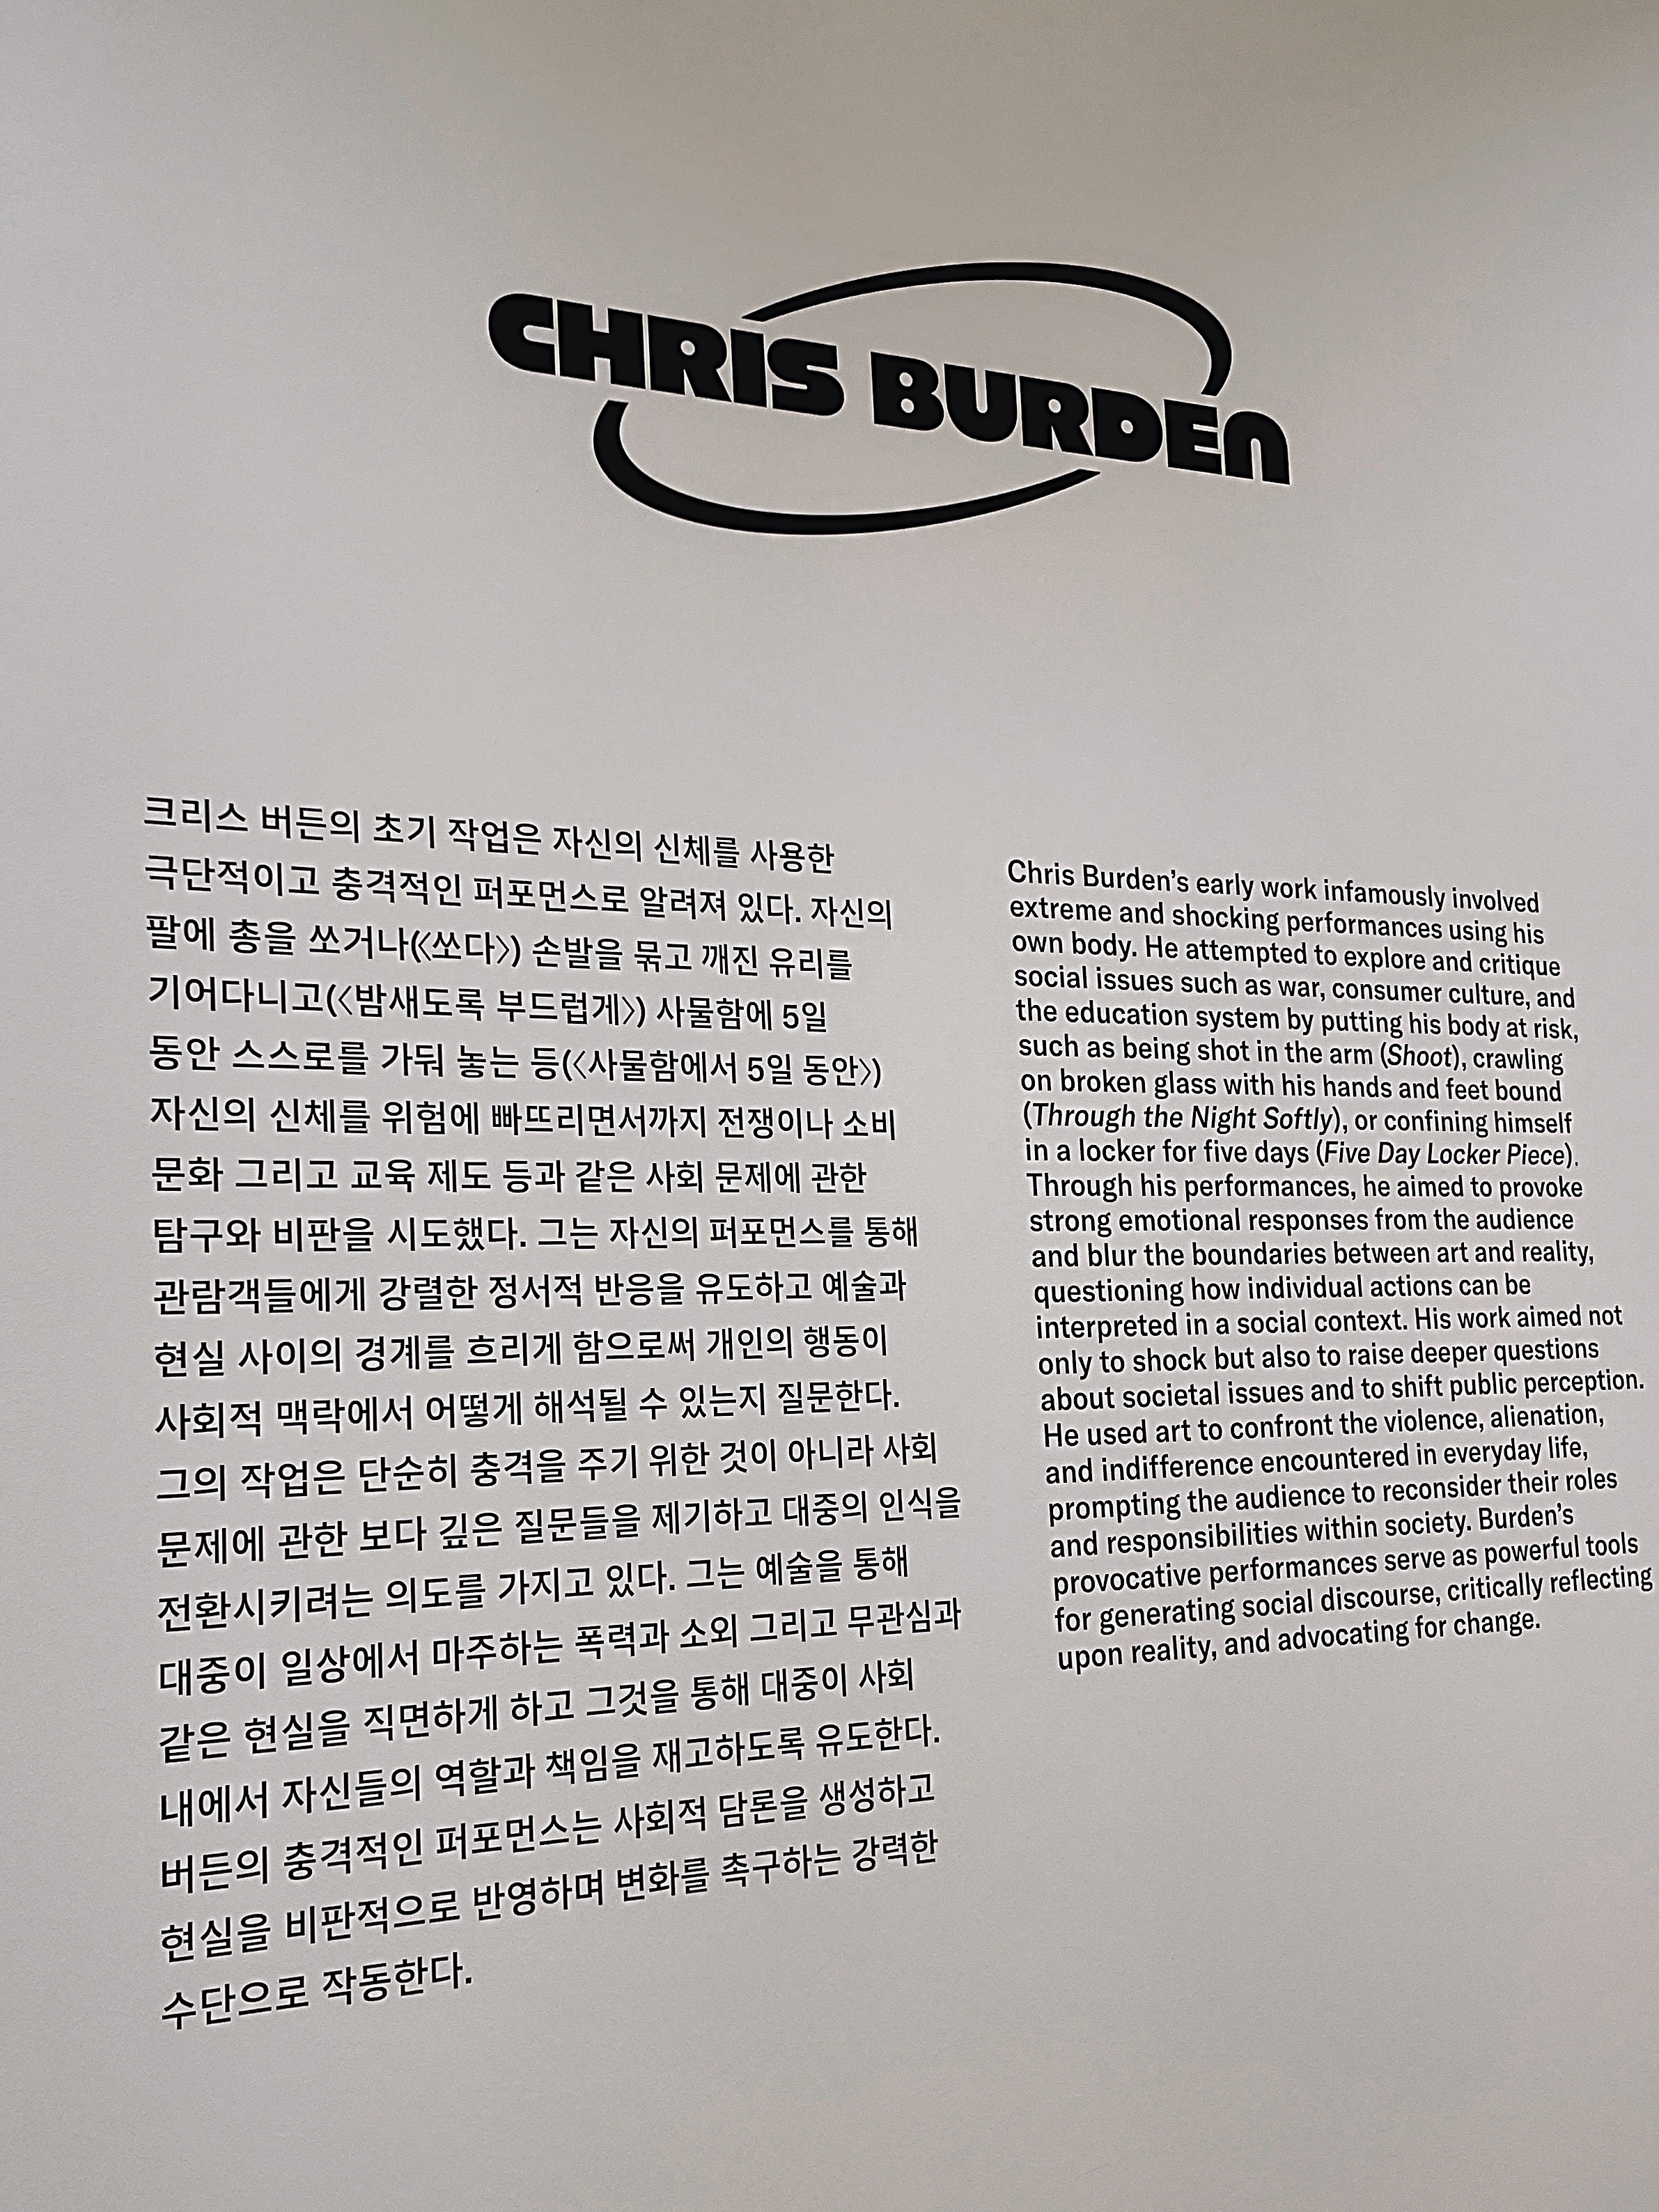 CHRIS BURDEN
크리스 버든의 초기 작업은 자신의 신체를 사용한
극단적이고 충격적인 퍼포먼스로 알려져 있다. 자신의
팔에 총을 쏘거나(〈쏘다〉) 손발을 묶고 깨진 유리를
기어다니고(〈밤새도록 부드럽게〉) 사물함에 5일
동안 스스로를 가둬 놓는 등(〈사물함에서 5일 동안〉)
자신의 신체를 위험에 빠뜨리면서까지 전쟁이나 소비
문화 그리고 교육 제도 등과 같은 사회 문제에 관한
탐구와 비판을 시도했다. 그는 자신의 퍼포먼스를 통해
관람객들에게 강렬한 정서적 반응을 유도하고 예술과
현실 사이의 경계를 흐리게 함으로써 개인의 행동이
사회적 맥락에서 어떻게 해석될 수 있는지 질문한다.
그의 작업은 단순히 충격을 주기 위한 것이 아니라 사회
문제에 관한 보다 깊은 질문들을 제기하고 대중의 인식을
전환시키려는 의도를 가지고 있다. 그는 예술을 통해
대중이 일상에서 마주하는 폭력과 소외 그리고 무관심과
같은 현실을 직면하게 하고 그것을 통해 대중이 사회
내에서 자신들의 역할과 책임을 재고하도록 유도한다.
버든의 충격적인 퍼포먼스는 사회적 담론을 생성하고
현실을 비판적으로 반영하며 변화를 촉구하는 강력한
수단으로 작동한다.
Chris Burden’s early work infamously involved
extreme and shocking performances using his
own body. He attempted to explore and critique
social issues such as war, consumer culture, and
the education system by putting his body at risk,
such as being shot in the arm (Shoot), crawling
on broken glass with his hands and feet bound
(Through the Night Softly), or confining himself
in a locker for five days (Five Day Locker Piece).
Through his performances, he aimed to provoke
strong emotional responses from the audience
and blur the boundaries between art and reality,
questioning how individual actions can be
interpreted in a social context. His work aimed not
only to shock but also to raise deeper questions
about societal issues and to shift public perception.
He used art to confront the violence, alienation,
and indifference encountered in everyday life,
prompting the audience to reconsider their roles
and responsibilities within society. Burden’s
provocative performances serve as powerful tools
for generating social discourse, critically reflecting
upon reality, and advocating for change.